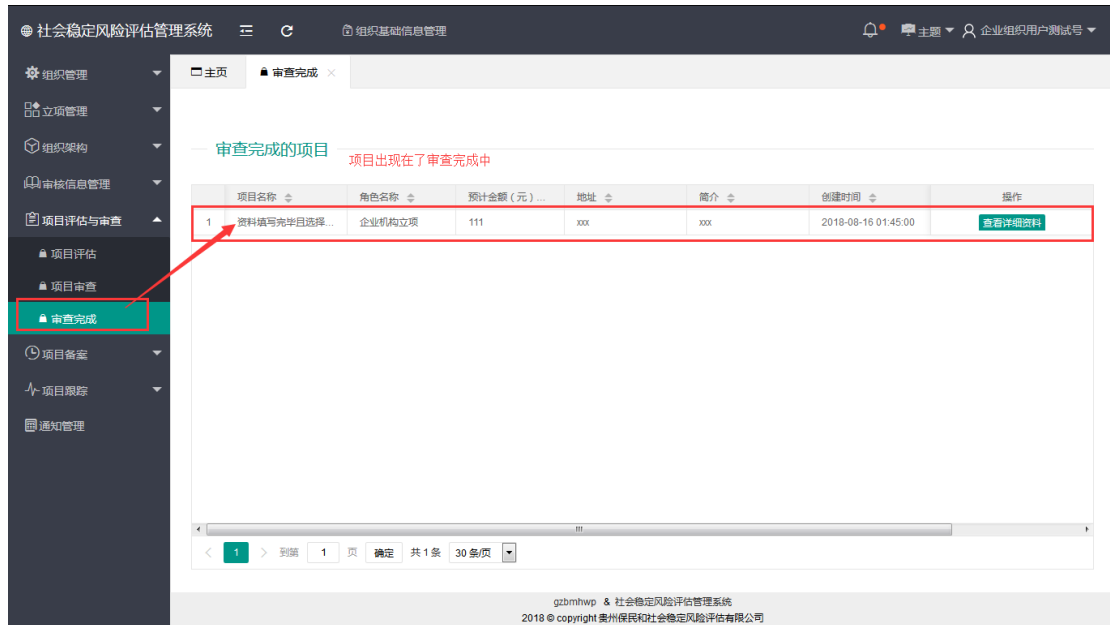 社会稳定风险评估管理系统 组织基础信息管理 主题 企业组织用户测试号
组织管理
立项管理
组织架构
审核信息管理
项目评估与审查
项目评估
项目审查
审查完成
项目备案
项目跟踪
通知管理
主页 审查完成
审查完成的项目 项目出现在了审查完成中
项目名称 角色名称 预计金额（元）... 地址 简介 创建时间 操作
1 资料填写完毕且选择... 企业机构立项 111 xxx xxx 2018-08-16 01:45:00 查看详细资料
1 到第 1 页 确定 共 1 条 30 条/页
gzbmhwp & 社会稳定风险评估管理系统
2018 © copyright 贵州保民和社会稳定风险评估有限公司